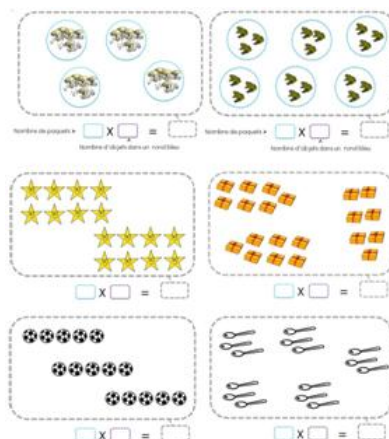 Nombre de paquets ▸ X =
Nombre d'objets dans un rond bleu
Nombre de paquets ▸ X =
Nombre d'objets dans un rond bleu
X =
X =
X =
X =